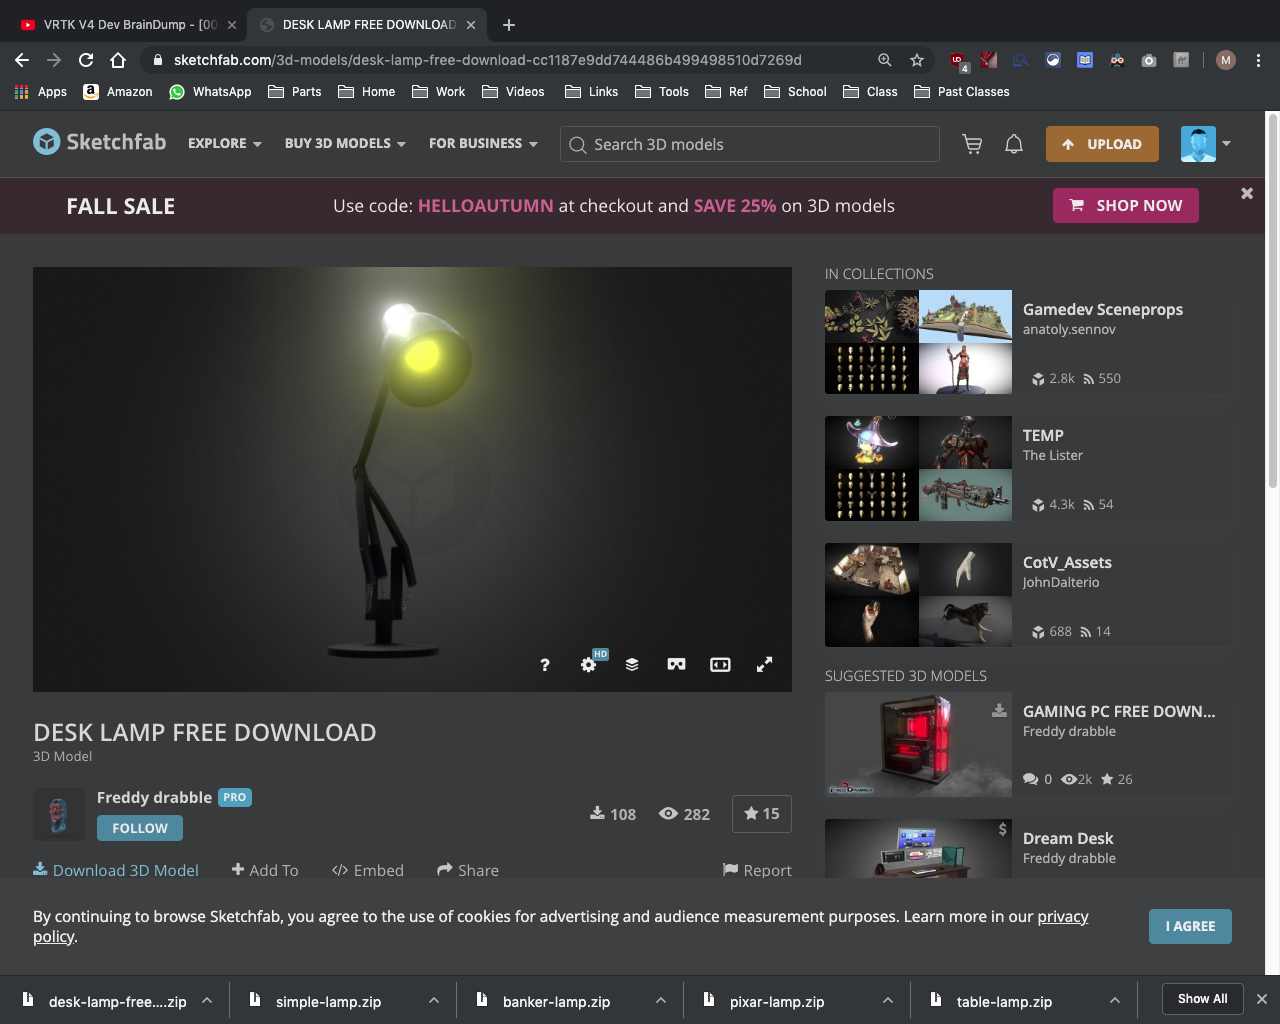 VRTK V4 Dev BrainDump - [00
DESK LAMP FREE DOWNLOAD
sketchfab.com/3d-models/desk-lamp-free-download-cc1187e9dd744486b499498510d7269d
4
M
Apps
Amazon
WhatsApp
Parts
Home
Work
Videos
Links
Tools
Ref
School
Class
Past Classes
Sketchfab
EXPLORE
BUY 3D MODELS
FOR BUSINESS
Search 3D models
UPLOAD
FALL SALE
Use code: HELLOAUTUMN at checkout and SAVE 25% on 3D models
SHOP NOW
?
HD
DESK LAMP FREE DOWNLOAD
3D Model
Freddy drabble PRO
FOLLOW
108
282
15
Download 3D Model
Add To
Embed
Share
Report
IN COLLECTIONS
Gamedev Sceneprops
anatoly.sennov
2.8k 550
TEMP
The Lister
4.3k 54
CotV_Assets
JohnDalterio
688 14
SUGGESTED 3D MODELS
GAMING PC FREE DOWN...
Freddy drabble
0 2k 26
$
Dream Desk
Freddy drabble
By continuing to browse Sketchfab, you agree to the use of cookies for advertising and audience measurement purposes. Learn more in our privacy
policy.
I AGREE
desk-lamp-free....zip
simple-lamp.zip
banker-lamp.zip
pixar-lamp.zip
table-lamp.zip
Show All